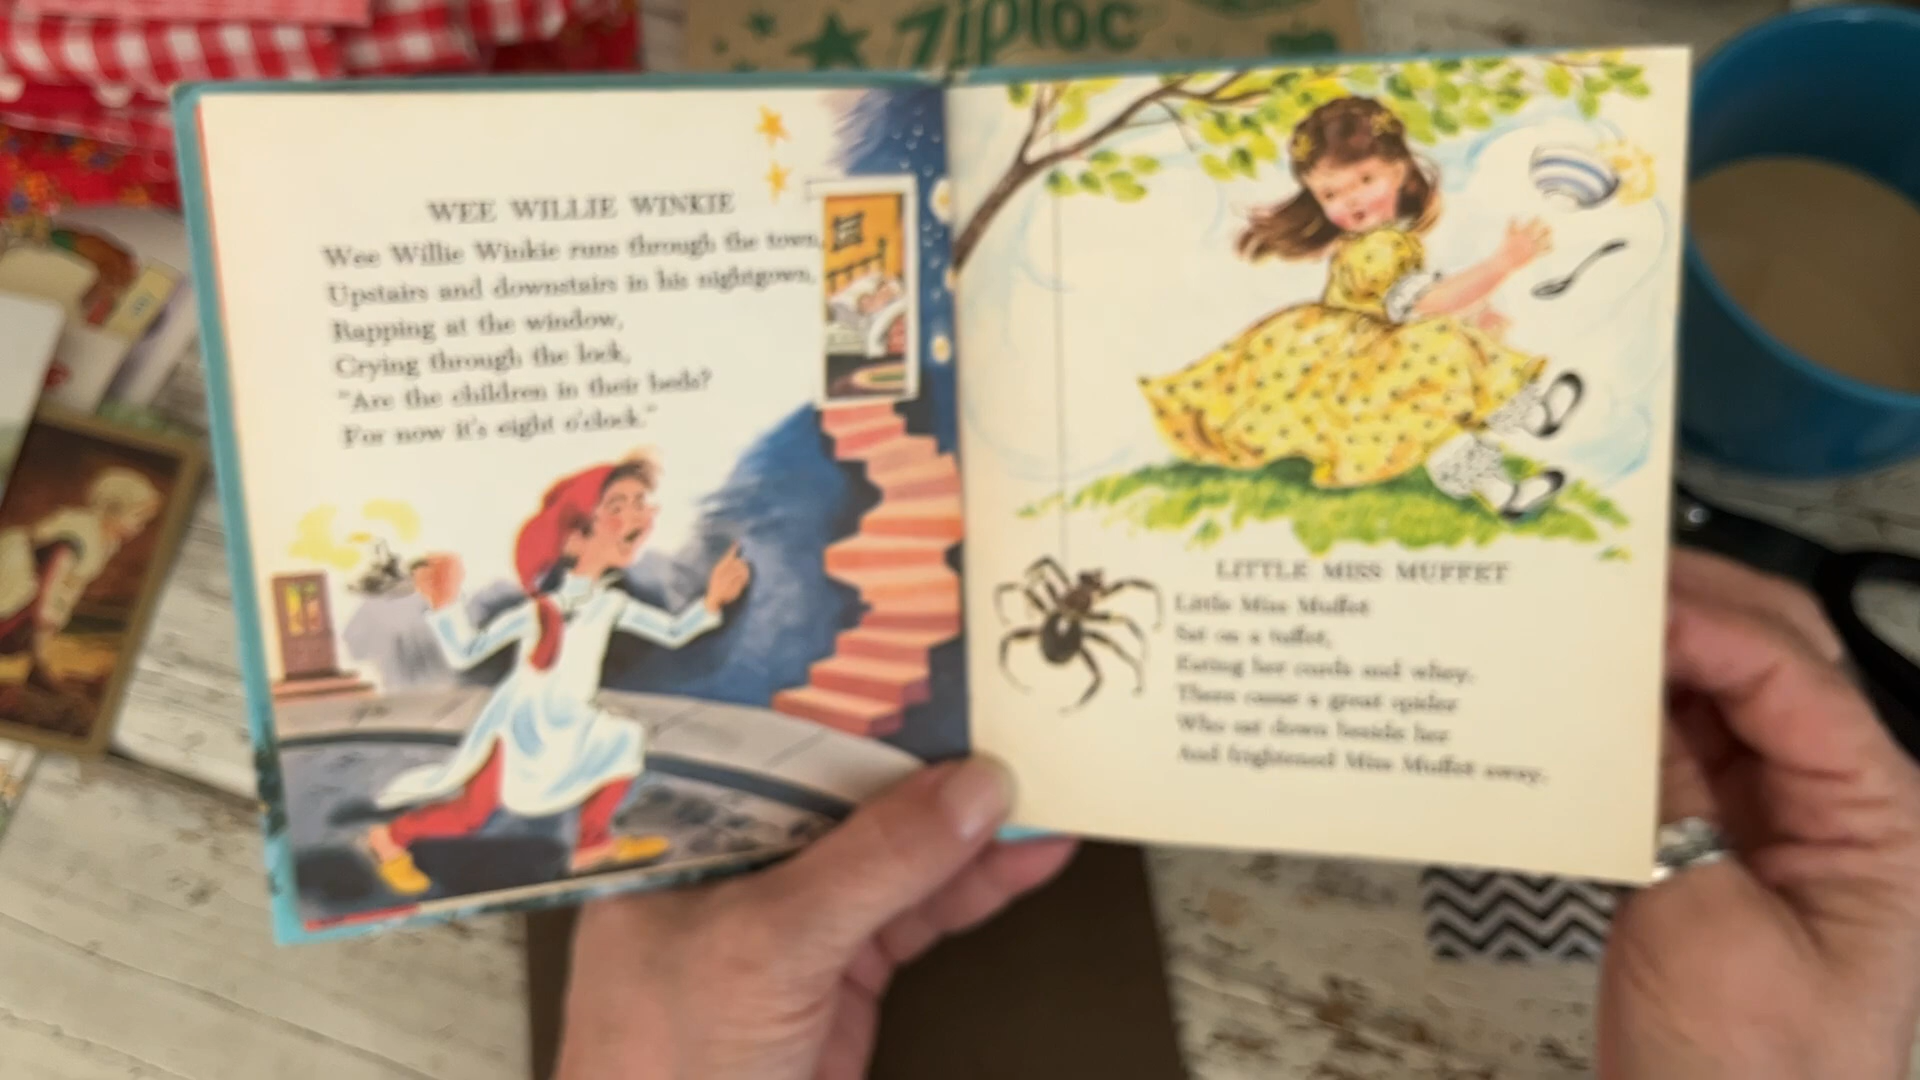 Ziploc
WEE WILLIE WINKIE
Wee Willie Winkie runs through the town,
Upstairs and downstairs in his nightgown,
Rapping at the window,
Crying through the lock,
"Are the children in their beds?
For now it's eight o'clock."
LITTLE MISS MUFFET
Little Miss Muffet
Sat on a tuffet,
Eating her curds and whey.
There came a great spider
Who sat down beside her
And frightened Miss Muffet away.